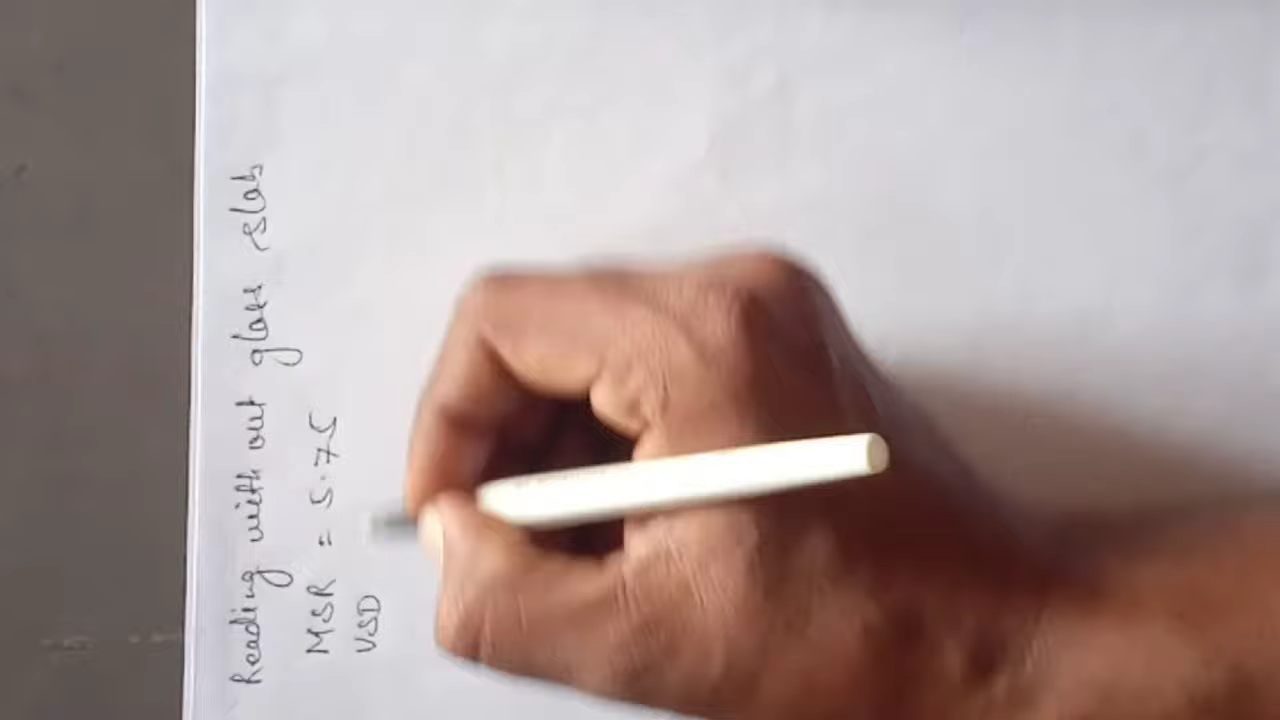 Reading with out glass slab
MSR = 5.75
VSD